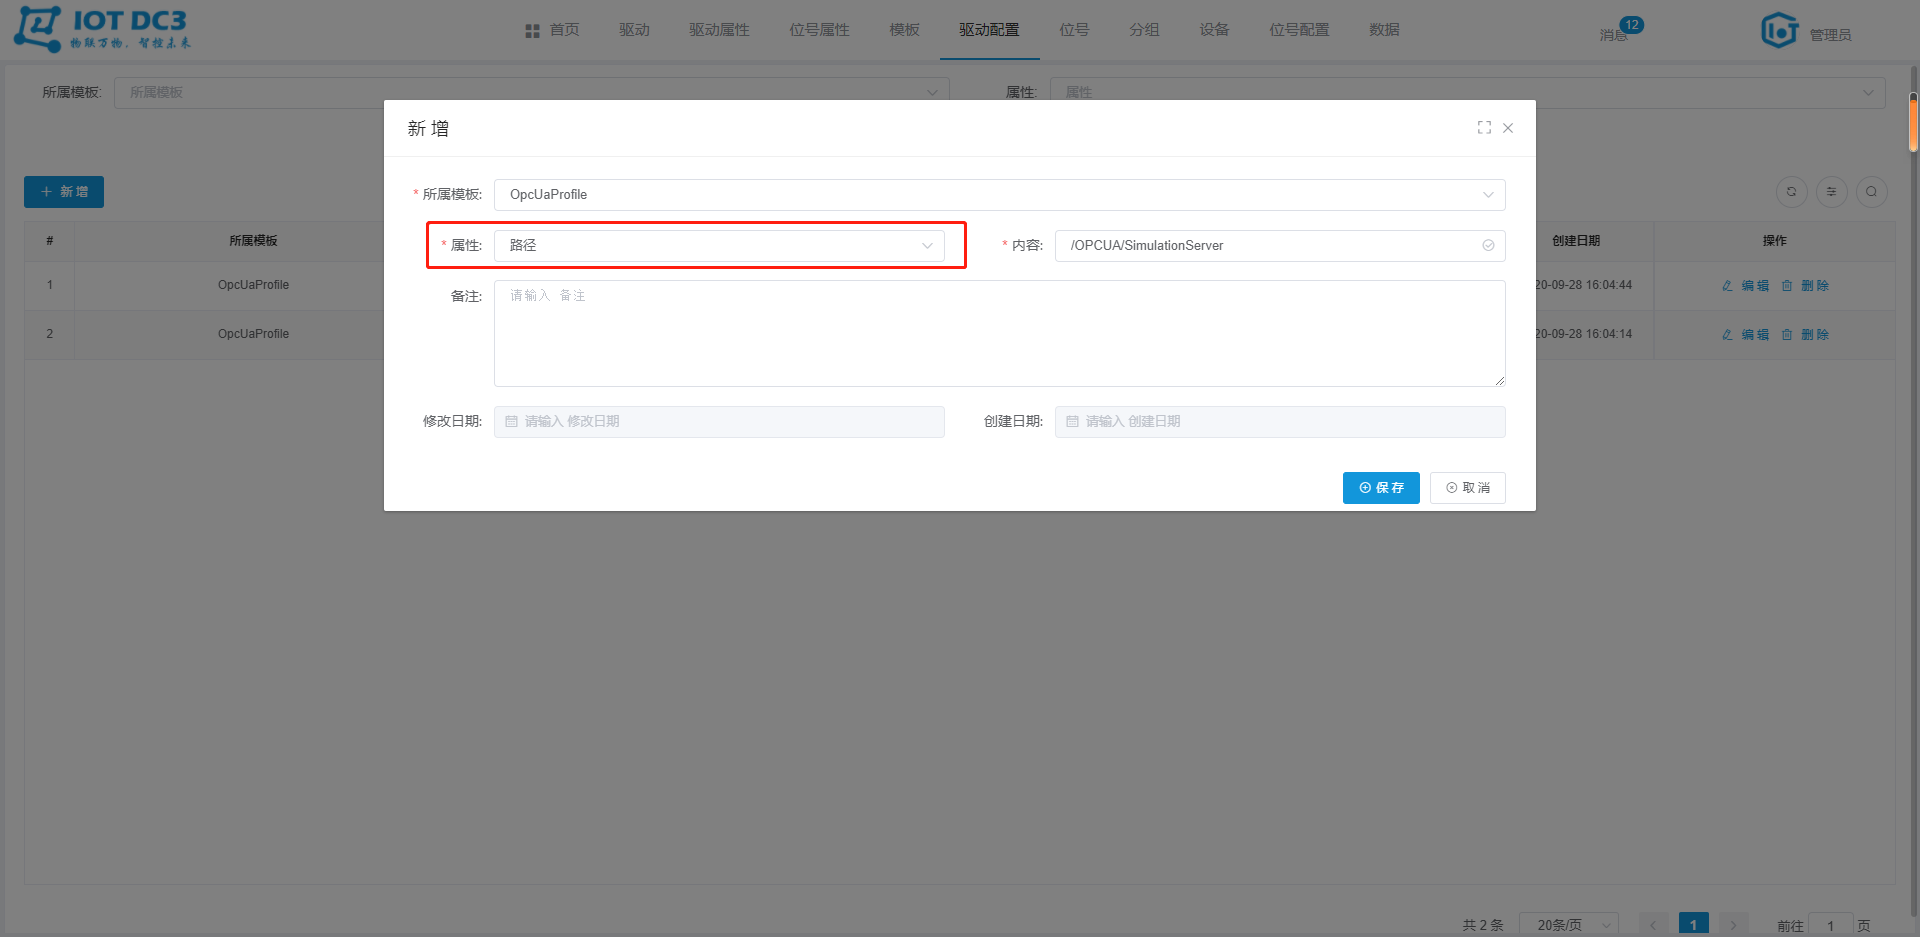 IOT DC3
物联万物，智控未来
首页 驱动 驱动属性 位号属性 模板 驱动配置 位号 分组 设备 位号配置 数据
消息 12
管理员
所属模板: 所属模板 属性: 属性
新 增
* 所属模板: OpcUaProfile
* 属性: 路径 * 内容: /OPCUA/SimulationServer
备注: 请输入 备注
修改日期: 请输入 修改日期 创建日期: 请输入 创建日期
保 存 取 消
新 增
# 所属模板 创建日期 操作
1 OpcUaProfile 20-09-28 16:04:44 编 辑 删 除
2 OpcUaProfile 20-09-28 16:04:14 编 辑 删 除
共 2 条 20条/页 1 前往 1 页